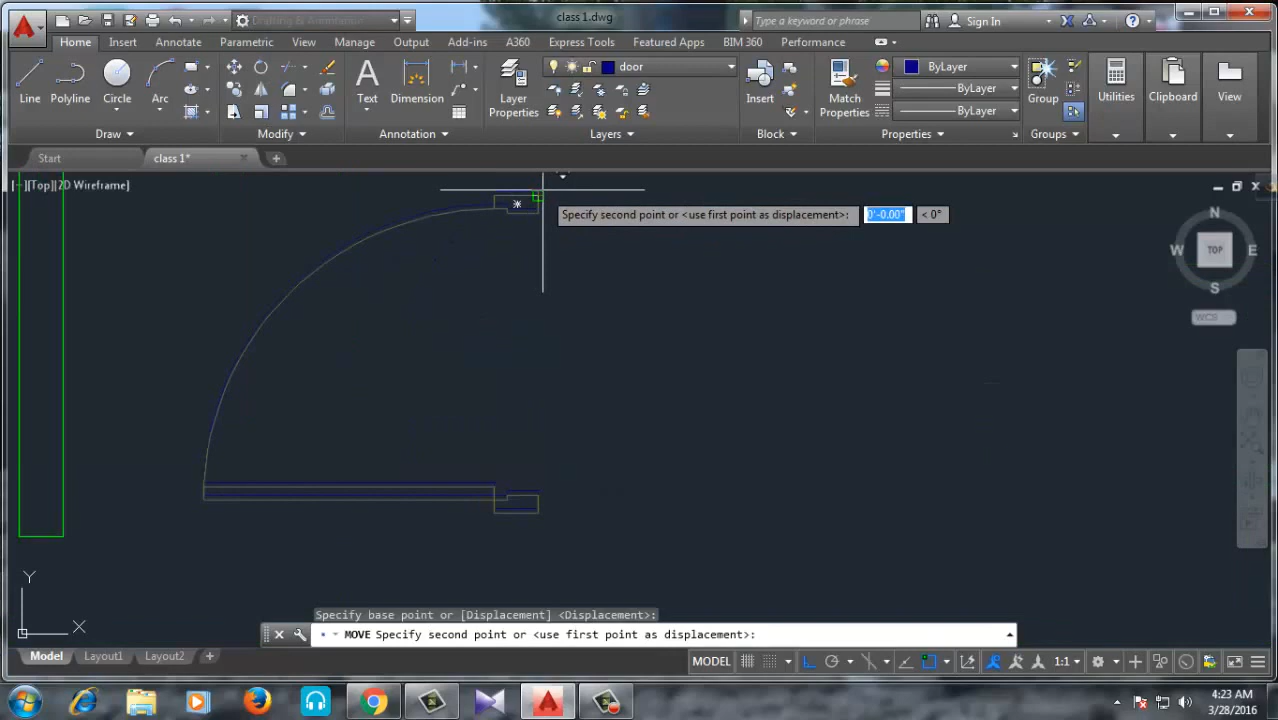 Drafting & Annotation
class 1.dwg
Type a keyword or phrase
Sign In
Home
Insert
Annotate
Parametric
View
Manage
Output
Add-ins
A360
Express Tools
Featured Apps
BIM 360
Performance
door
ByLayer
ByLayer
ByLayer
Line
Polyline
Circle
Arc
Text
Dimension
Layer
Properties
Insert
Match
Properties
Group
Utilities
Clipboard
View
Draw
Modify
Annotation
Layers
Block
Properties
Groups
Start
class 1*
[−][Top][2D Wireframe]
Specify second point or <use first point as displacement>:
0'-0.00"
< 0°
N
W
TOP
E
S
WCS
Y
X
Specify base point or [Displacement] <Displacement>:
MOVE Specify second point or <use first point as displacement>:
Model
Layout1
Layout2
MODEL
1:1
4:23 AM
3/28/2016